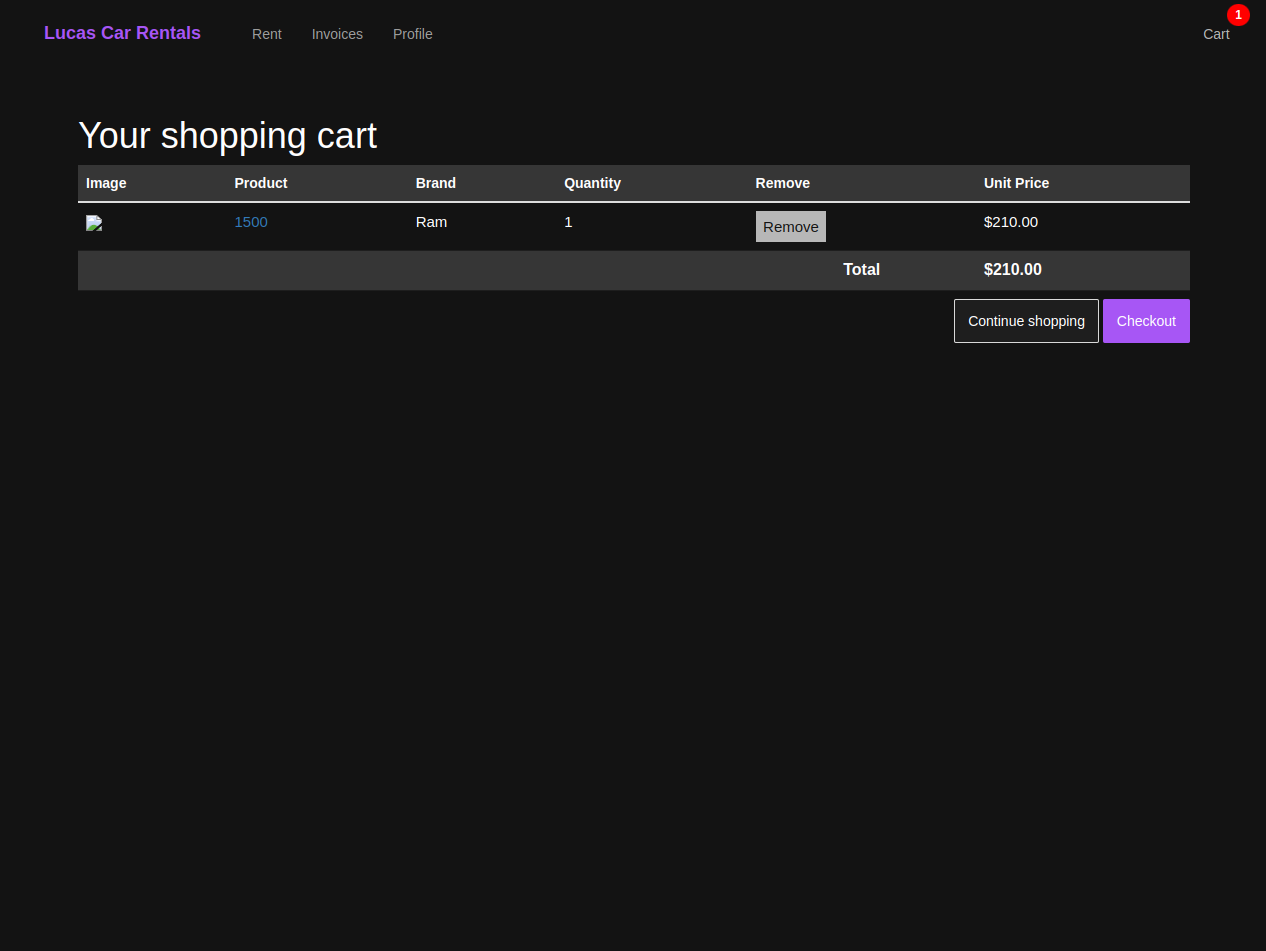 Lucas Car Rentals Rent Invoices Profile Cart 1
Your shopping cart
Image Product Brand Quantity Remove Unit Price
1500 Ram 1 Remove $210.00
Total $210.00
Continue shopping Checkout